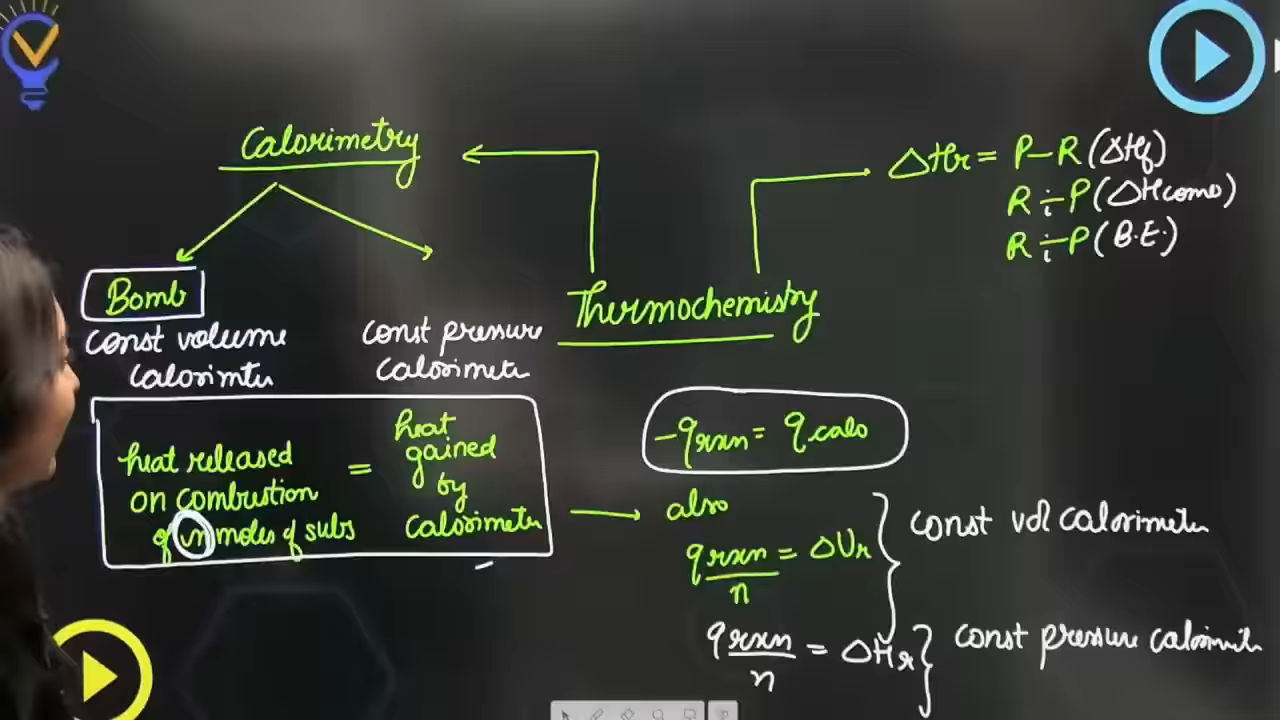 Calorimetry
ΔHr = P-R (ΔHf)
R-P (ΔHcomb)
R-P (B.E.)
Thermochemistry
Bomb
const volume
calorimtu
const pressure
calorimeter
heat released
on combustion
of n moles of subs
=
heat
gained
by
calorimeter
-qrxn = qcalo
also
qrxn/n = ΔUr
const vol calorimeter
qrxn/n = ΔHr
const pressure calorimeter